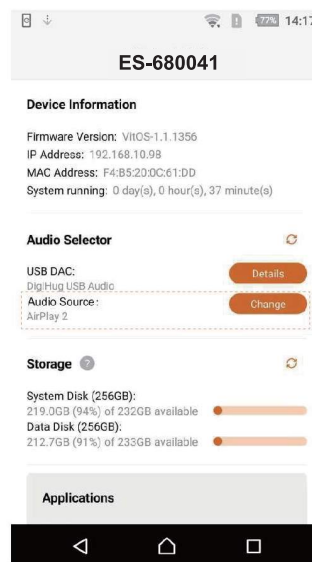 77% 14:17
ES-680041
Device Information
Firmware Version: VitOS-1.1.1356
IP Address: 192.168.10.98
MAC Address: F4:B5:20:0C:61:DD
System running: 0 day(s), 0 hour(s), 37 minute(s)
Audio Selector
USB DAC: Details
DigiHug USB Audio
Audio Source: Change
AirPlay 2
Storage ?
System Disk (256GB):
219.0GB (94%) of 232GB available
Data Disk (256GB):
212.7GB (91%) of 233GB available
Applications